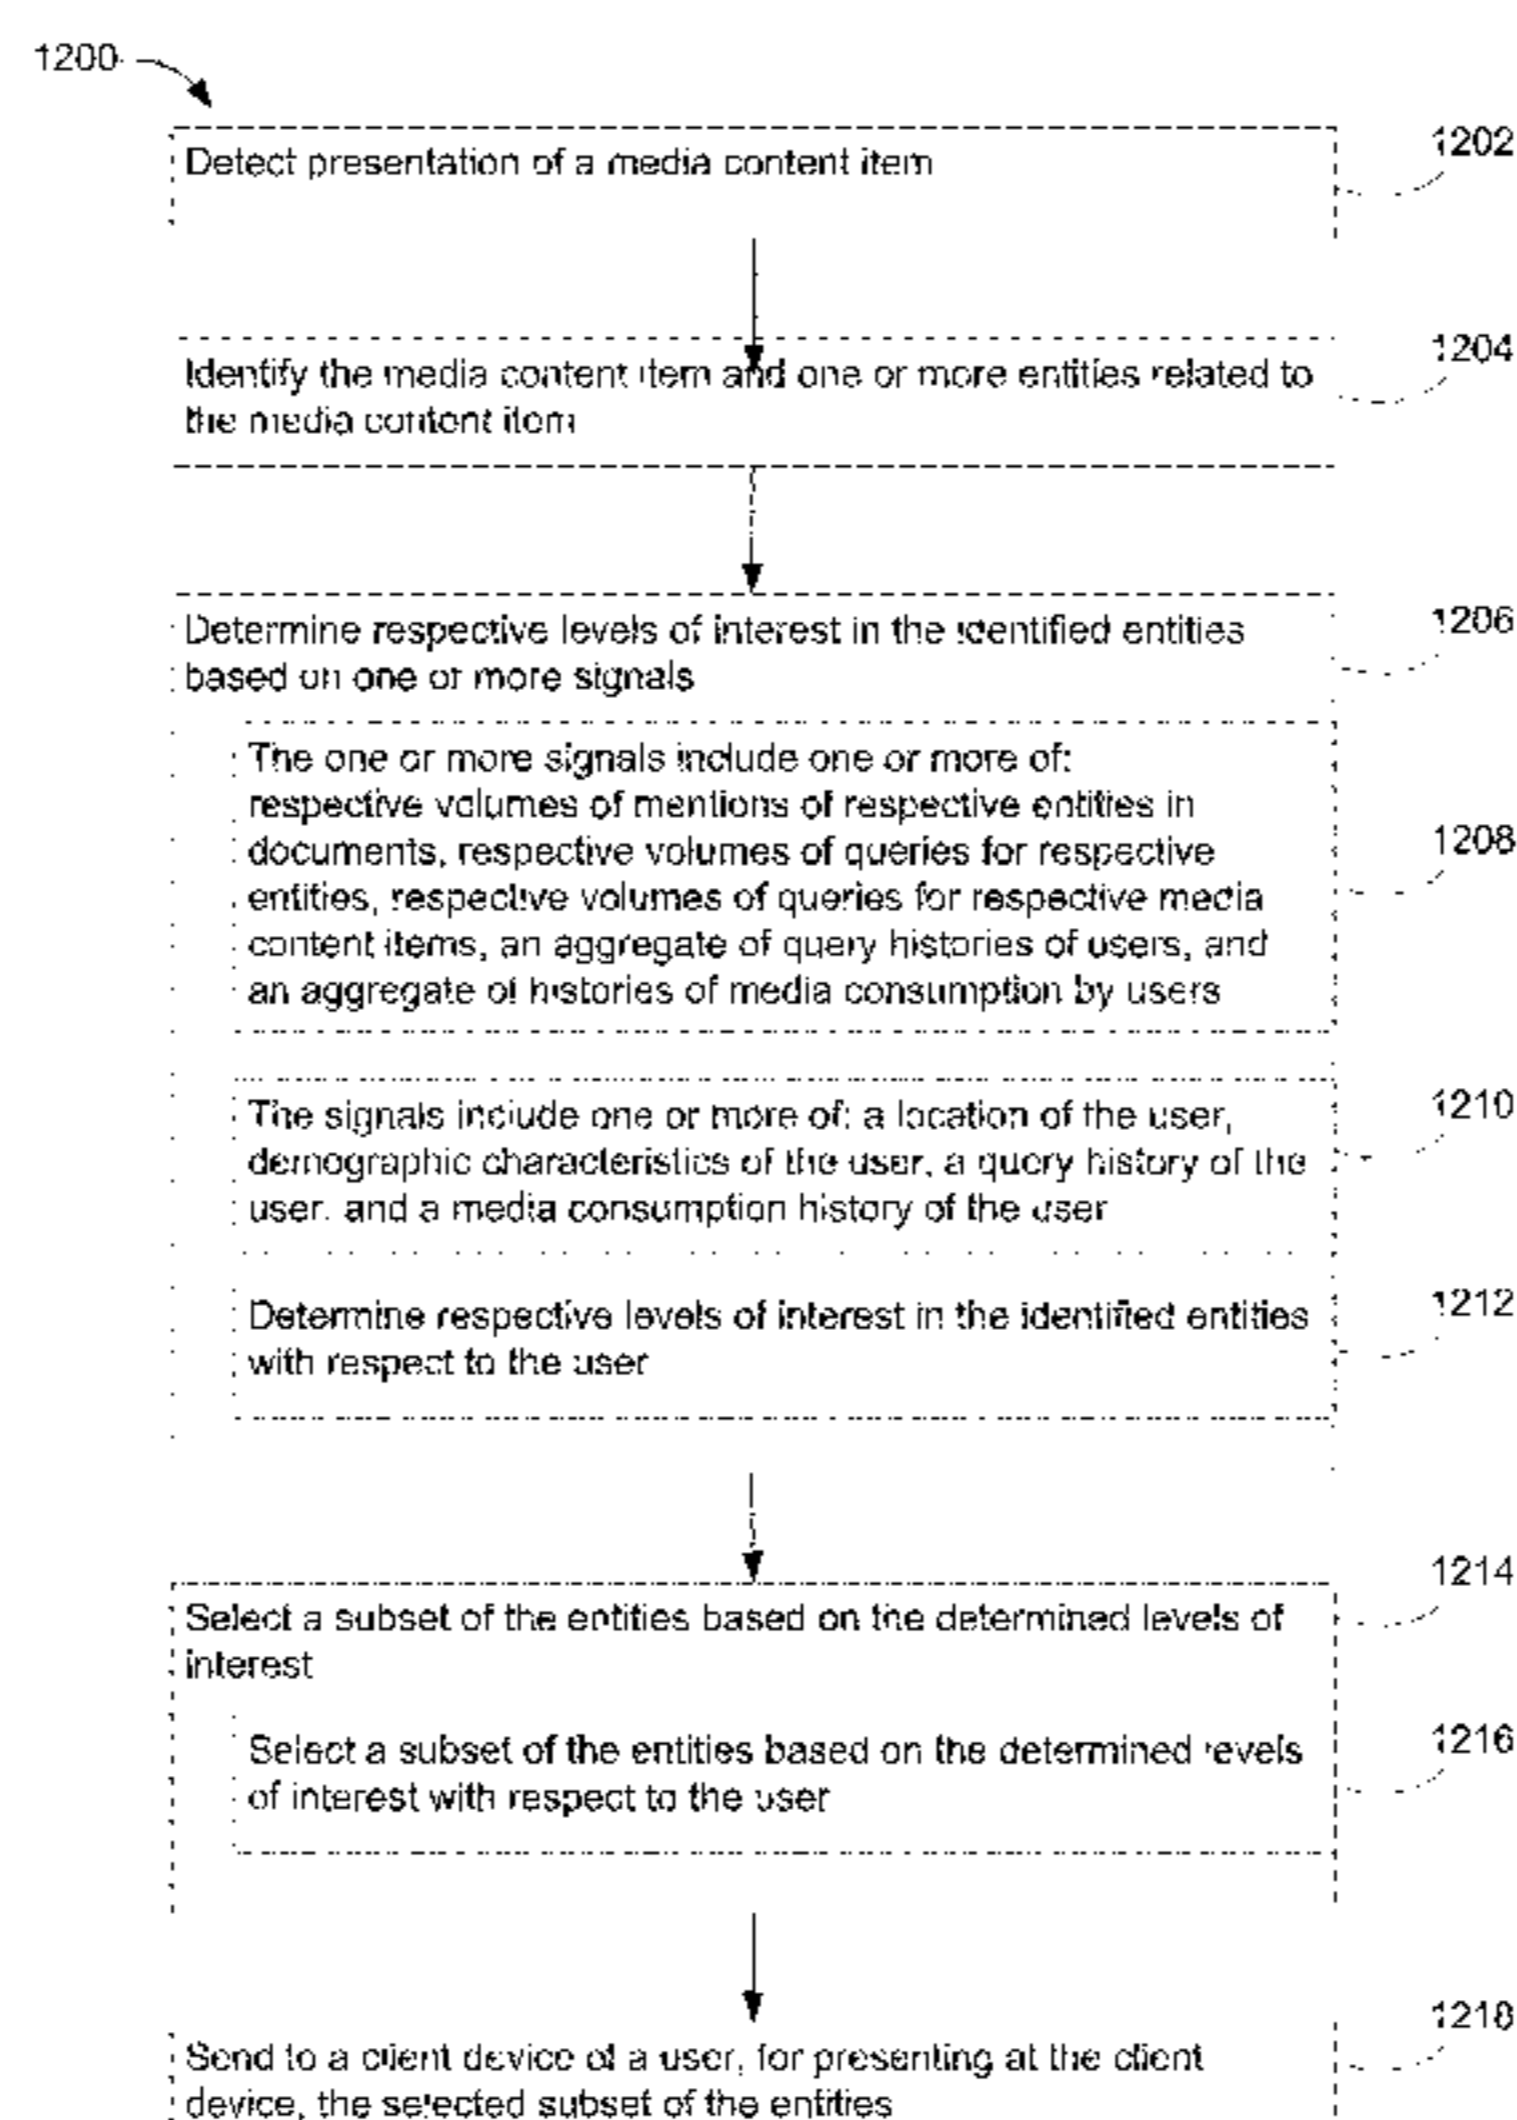 1200
1202
Detect presentation of a media content item
1204
Identify the media content item and one or more entities related to
the media content item
1206
Determine respective levels of interest in the identified entities
based on one or more signals
The one or more signals include one or more of:
respective volumes of mentions of respective entities in
documents, respective volumes of queries for respective
1208
entities, respective volumes of queries for respective media
content items, an aggregate of query histories of users, and
an aggregate of histories of media consumption by users
1210
The signals include one or more of: a location of the user,
demographic characteristics of the user, a query history of the
user, and a media consumption history of the user
1212
Determine respective levels of interest in the identified entities
with respect to the user
1214
Select a subset of the entities based on the determined levels of
interest
1216
Select a subset of the entities based on the determined levels
of interest with respect to the user
1218
Send to a client device of a user, for presenting at the client
device, the selected subset of the entities